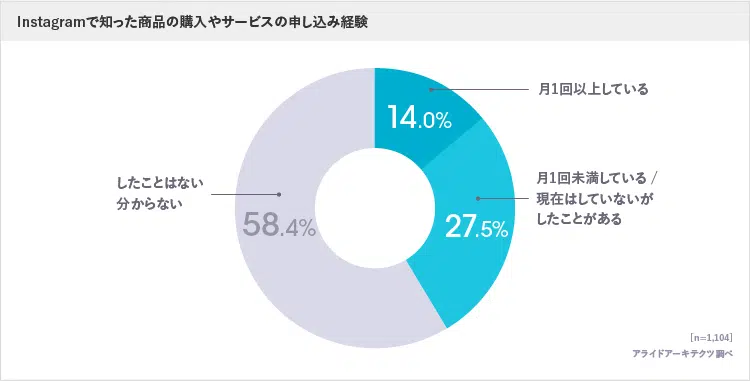 Instagramで知った商品の購入やサービスの申し込み経験
月1回以上している
14.0%
月1回未満している /
現在はしていないが
したことがある
27.5%
したことはない
分からない
58.4%
[n=1,104]
アライドアーキテクツ調べ